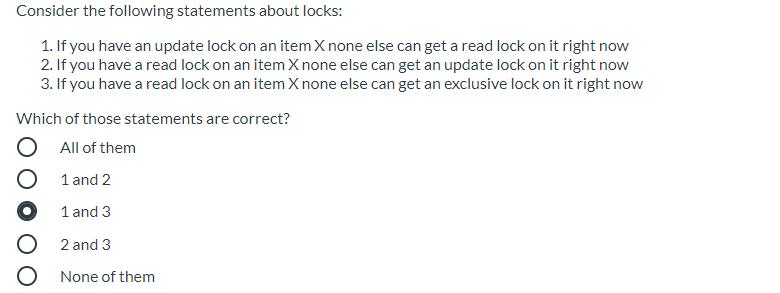 Consider the following statements about locks:
1. If you have an update lock on an item X none else can get a read lock on it right now
2. If you have a read lock on an item X none else can get an update lock on it right now
3. If you have a read lock on an item X none else can get an exclusive lock on it right now
Which of those statements are correct?
All of them
1 and 2
1 and 3
2 and 3
None of them